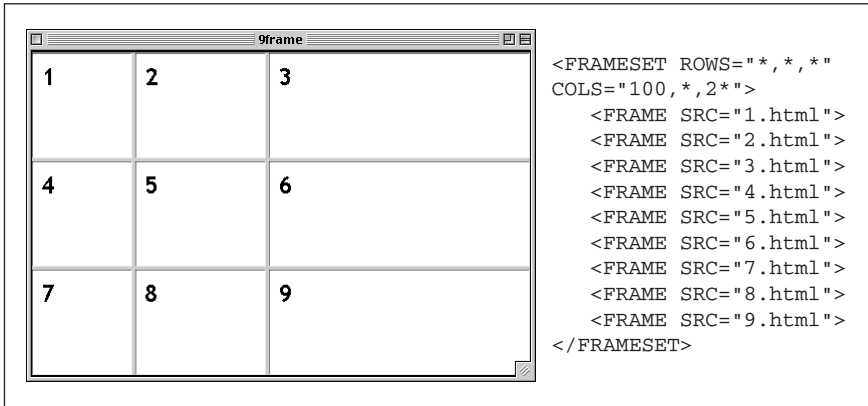 9frame
1 2 3
4 5 6
7 8 9
<FRAMESET ROWS="*,*,*"
COLS="100,*,2*">
<FRAME SRC="1.html">
<FRAME SRC="2.html">
<FRAME SRC="3.html">
<FRAME SRC="4.html">
<FRAME SRC="5.html">
<FRAME SRC="6.html">
<FRAME SRC="7.html">
<FRAME SRC="8.html">
<FRAME SRC="9.html">
</FRAMESET>